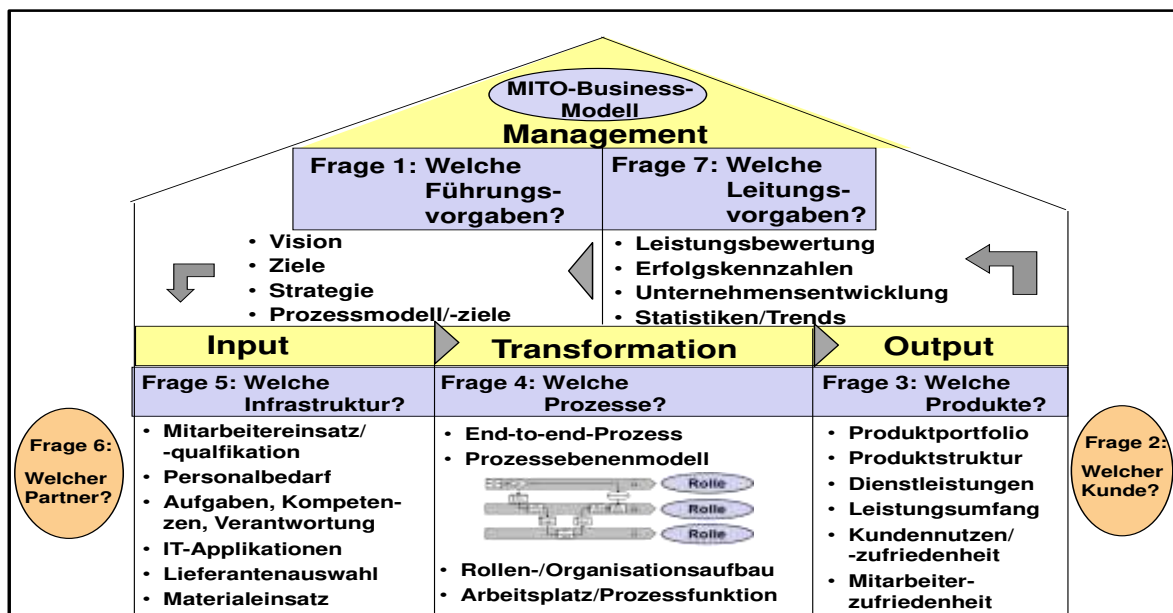 MITO-Business-
Modell
Management
Frage 1: Welche
Führungs-
vorgaben?
Frage 7: Welche
Leitungs-
vorgaben?
• Vision
• Ziele
• Strategie
• Prozessmodell/-ziele
• Leistungsbewertung
• Erfolgskennzahlen
• Unternehmensentwicklung
• Statistiken/Trends
Input
Transformation
Output
Frage 6:
Welcher
Partner?
Frage 5: Welche
Infrastruktur?
• Mitarbeitereinsatz/
-qualfikation
• Personalbedarf
• Aufgaben, Kompeten-
zen, Verantwortung
• IT-Applikationen
• Lieferantenauswahl
• Materialeinsatz
Frage 4: Welche
Prozesse?
• End-to-end-Prozess
• Prozessebenenmodell
Rolle
Rolle
Rolle
• Rollen-/Organisationsaufbau
• Arbeitsplatz/Prozessfunktion
Frage 3: Welche
Produkte?
• Produktportfolio
• Produktstruktur
• Dienstleistungen
• Leistungsumfang
• Kundennutzen/
-zufriedenheit
• Mitarbeiter-
zufriedenheit
Frage 2:
Welcher
Kunde?